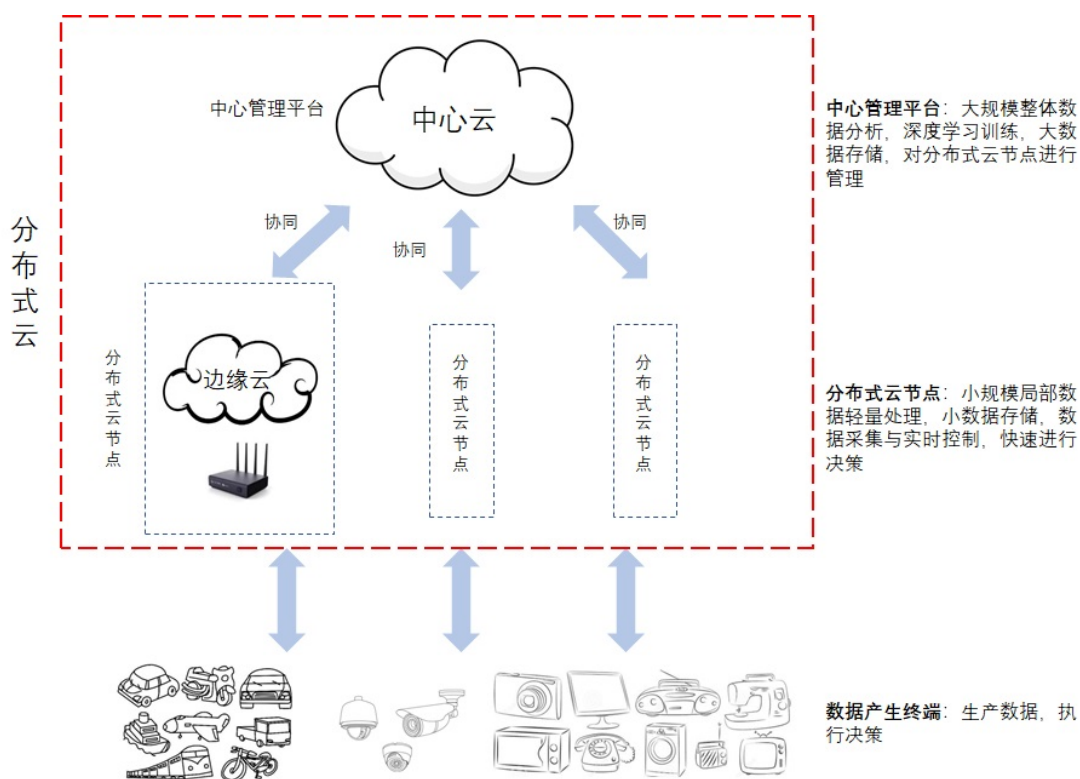 中心管理平台
中心云
中心管理平台：大规模整体数
据分析，深度学习训练，大数
据存储，对分布式云节点进行
管理
分布式云
协同
协同
协同
分布式云节点
边缘云
分布式云节点
分布式云节点
分布式云节点：小规模局部数
据轻量处理，小数据存储，数
据采集与实时控制，快速进行
决策
数据产生终端：生产数据，执
行决策